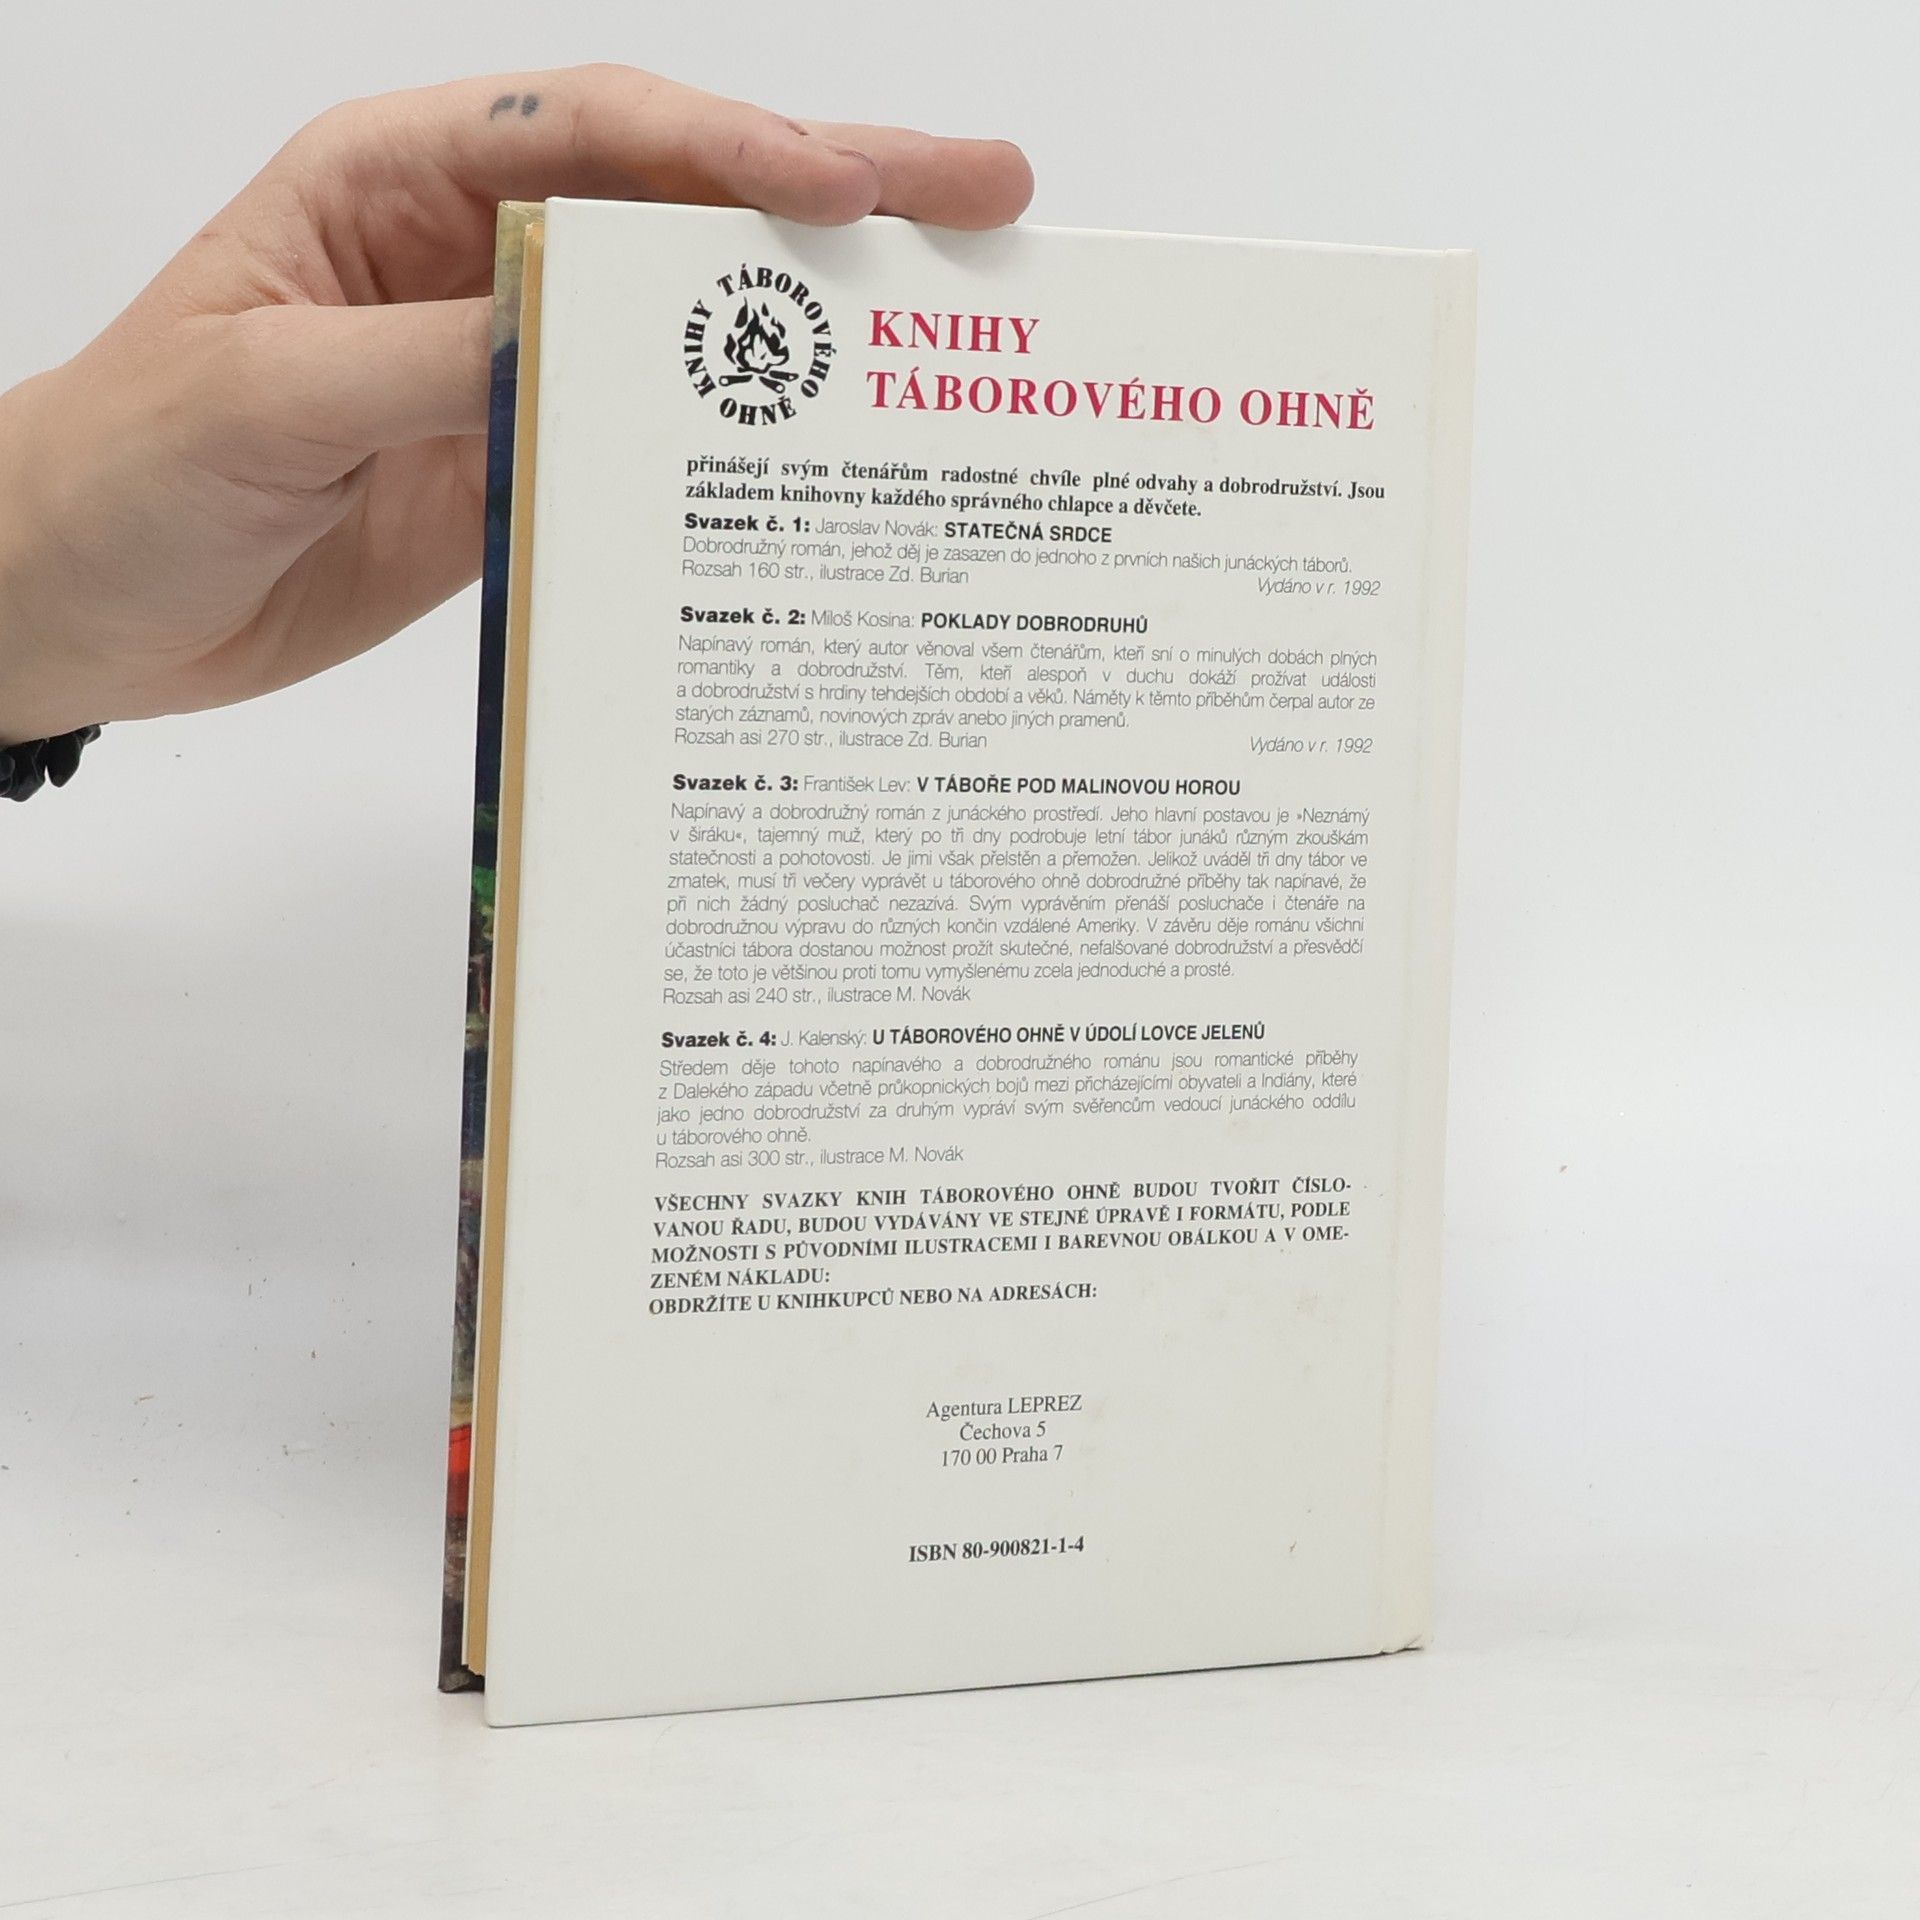 KNIHY TÁBOROVÉHO OHNĚ
KNIHY
TÁBOROVÉHO OHNĚ
přinášejí svým čtenářům radostné chvíle plné odvahy a dobrodružství. Jsou
základem knihovny každého správného chlapce a děvčete.
Svazek č. 1: Jaroslav Novák: STATEČNÁ SRDCE
Dobrodružný román, jehož děj je zasazen do jednoho z prvních našich junáckých táborů.
Rozsah 160 str., ilustrace Zd. Burian Vydáno v r. 1992
Svazek č. 2: Miloš Kosina: POKLADY DOBRODRUHŮ
Napínavý román, který autor věnoval všem čtenářům, kteří sní o minulých dobách plných
romantiky a dobrodružství. Těm, kteří alespoň v duchu dokáží prožívat události
a dobrodružství s hrdiny tehdejších období a věků. Náměty k těmto příběhům čerpal autor ze
starých záznamů, novinových zpráv anebo jiných pramenů.
Rozsah asi 270 str., ilustrace Zd. Burian Vydáno v r. 1992
Svazek č. 3: František Lev: V TÁBOŘE POD MALINOVOU HOROU
Napínavý a dobrodružný román z junáckého prostředí. Jeho hlavní postavou je »Neznámý
v širáku«, tajemný muž, který po tři dny podrobuje letní tábor junáků různým zkouškám
statečnosti a pohotovosti. Je jimi však přelstěn a přemožen. Jelikož uváděl tři dny tábor ve
zmatek, musí tři večery vyprávět u táborového ohně dobrodružné příběhy tak napínavé, že
při nich žádný posluchač nezazívá. Svým vyprávěním přenáší posluchače i čtenáře na
dobrodružnou výpravu do různých končin vzdálené Ameriky. V závěru děje románu všichni
účastníci tábora dostanou možnost prožít skutečné, nefalšované dobrodružství a přesvědčí
se, že toto je většinou proti tomu vymyšlenému zcela jednoduché a prosté.
Rozsah asi 240 str., ilustrace M. Novák
Svazek č. 4: J. Kalenský: U TÁBOROVÉHO OHNĚ V ÚDOLÍ LOVCE JELENŮ
Středem děje tohoto napínavého a dobrodružného románu jsou romantické příběhy
z Dalekého západu včetně průkopnických bojů mezi přicházejícími obyvateli a Indiány, které
jako jedno dobrodružství za druhým vypráví svým svěřencům vedoucí junáckého oddílu
u táborového ohně.
Rozsah asi 300 str., ilustrace M. Novák
VŠECHNY SVAZKY KNIH TÁBOROVÉHO OHNĚ BUDOU TVOŘIT ČÍSLO-
VANOU ŘADU, BUDOU VYDÁVÁNY VE STEJNÉ ÚPRAVĚ I FORMÁTU, PODLE
MOŽNOSTI S PŮVODNÍMI ILUSTRACEMI I BAREVNOU OBÁLKOU A V OME-
ZENÉM NÁKLADU:
OBDRŽÍTE U KNIHKUPCŮ NEBO NA ADRESÁCH:
Agentura LEPREZ
Čechova 5
170 00 Praha 7
ISBN 80-900821-1-4